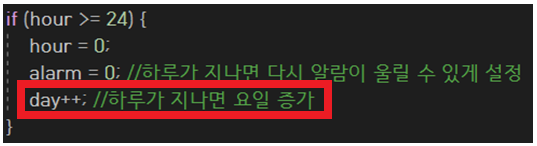 if (hour >= 24) {
hour = 0;
alarm = 0; //하루가 지나면 다시 알람이 울릴 수 있게 설정
day++; //하루가 지나면 요일 증가
}